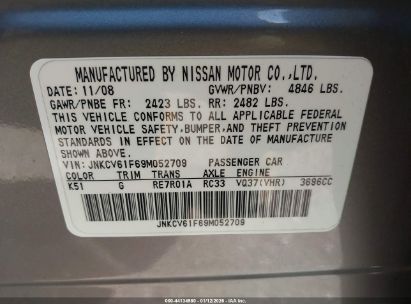 MANUFACTURED BY NISSAN MOTOR CO.,LTD.
DATE: 11/08 GVWR/PNBV: 4846 LBS.
GAWR/PNBE FR: 2423 LBS. RR: 2482 LBS.
THIS VEHICLE CONFORMS TO ALL APPLICABLE FEDERAL
MOTOR VEHICLE SAFETY,BUMPER,AND THEFT PREVENTION
STANDARDS IN EFFECT ON THE DATE OF MANUFACTURE
SHOWN ABOVE.
VIN: JNKCV61F69M052709 PASSENGER CAR
COLOR TRIM TRANS AXLE ENGINE
K51 G RE7R01A RC33 VQ37(VHR) 3696CC
JNKCV61F69M052709